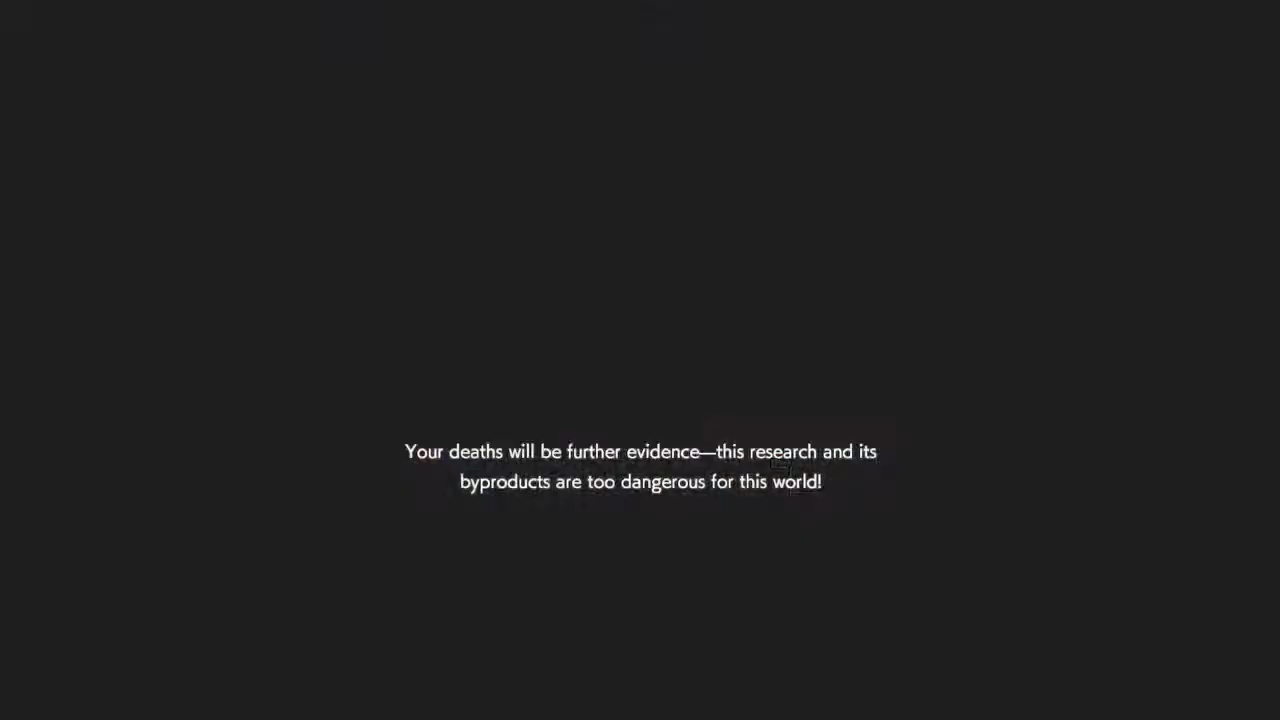 Your deaths will be further evidence—this research and its
byproducts are too dangerous for this world!